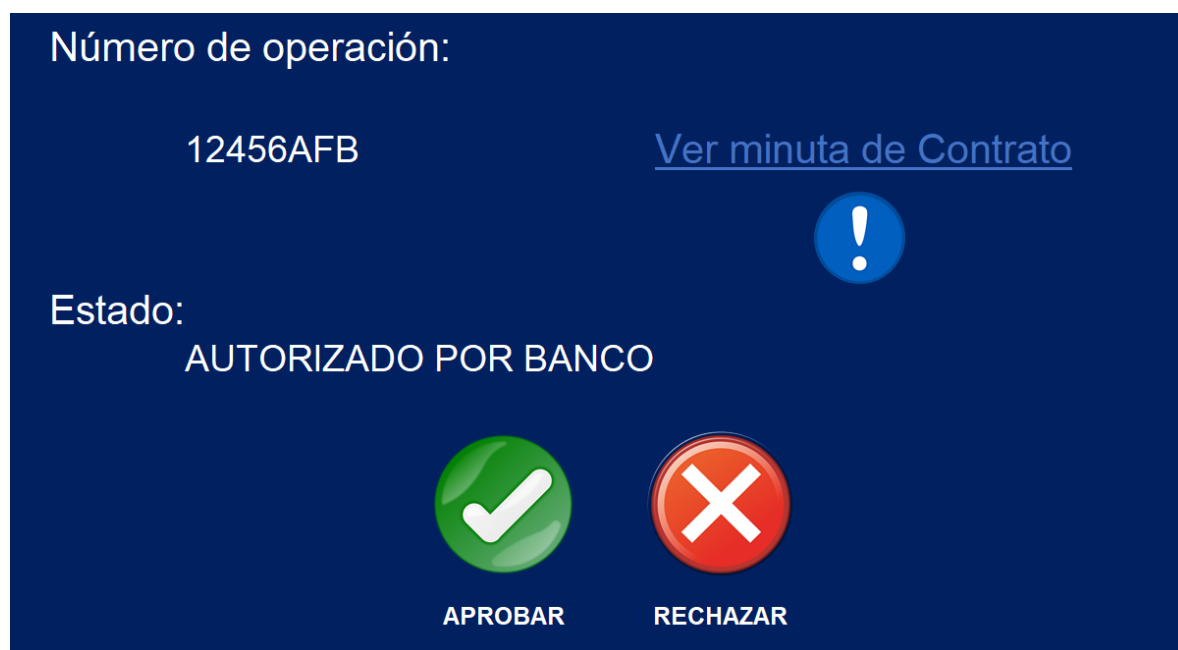 Número de operación:
12456AFB
Ver minuta de Contrato
Estado:
AUTORIZADO POR BANCO
APROBAR
RECHAZAR